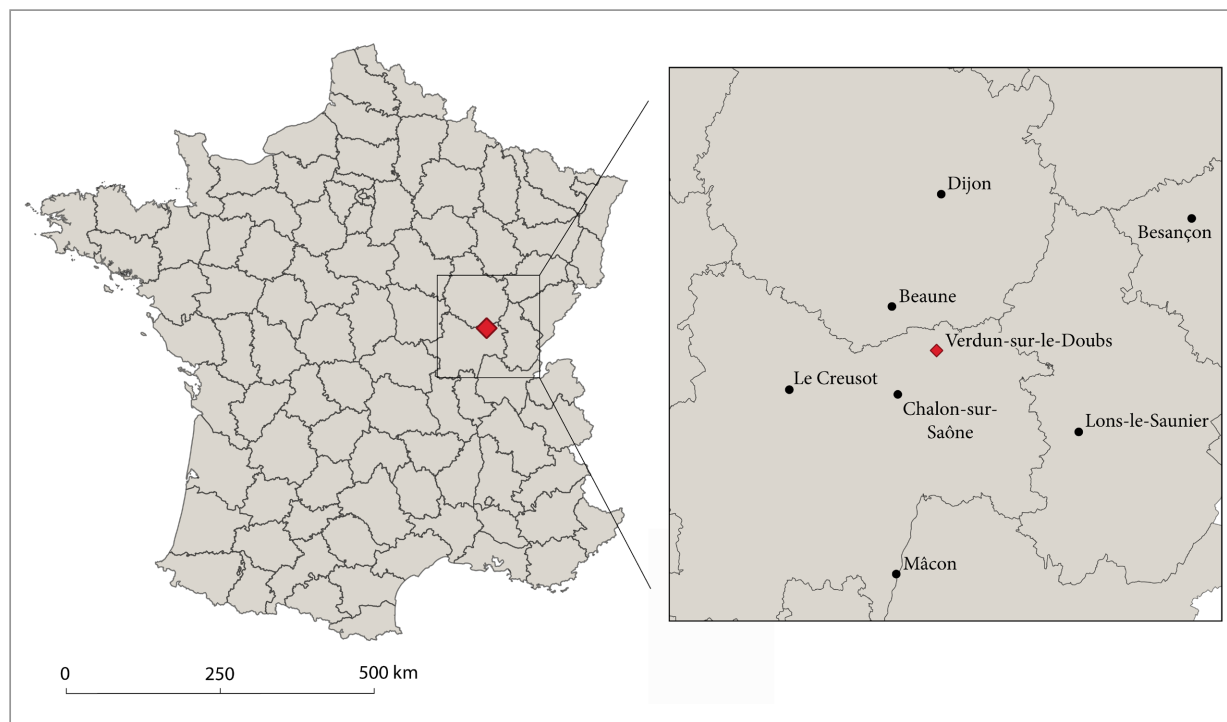 Dijon
Besançon
Beaune
Verdun-sur-le-Doubs
Le Creusot
Chalon-sur-
Saône
Lons-le-Saunier
Mâcon
0 250 500 km